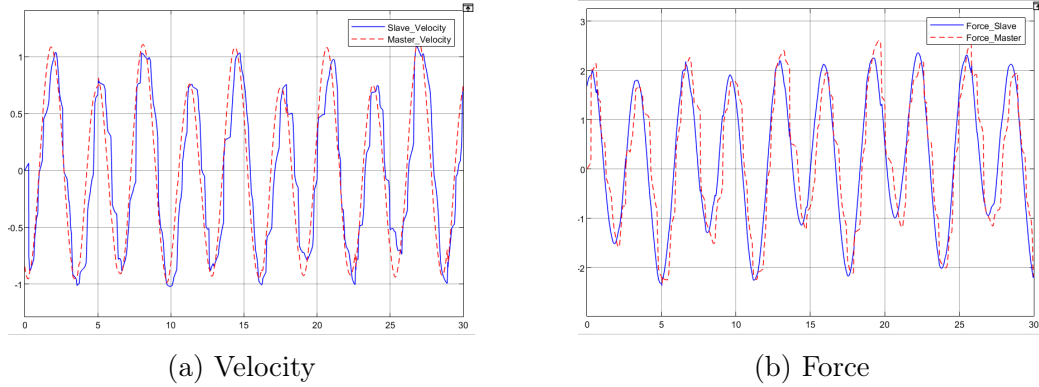 Slave_Velocity
Master_Velocity
1
0.5
0
-0.5
-1
0 5 10 15 20 25 30
(a) Velocity
Force_Slave
Force_Master
3
2
1
0
-1
-2
0 5 10 15 20 25 30
(b) Force